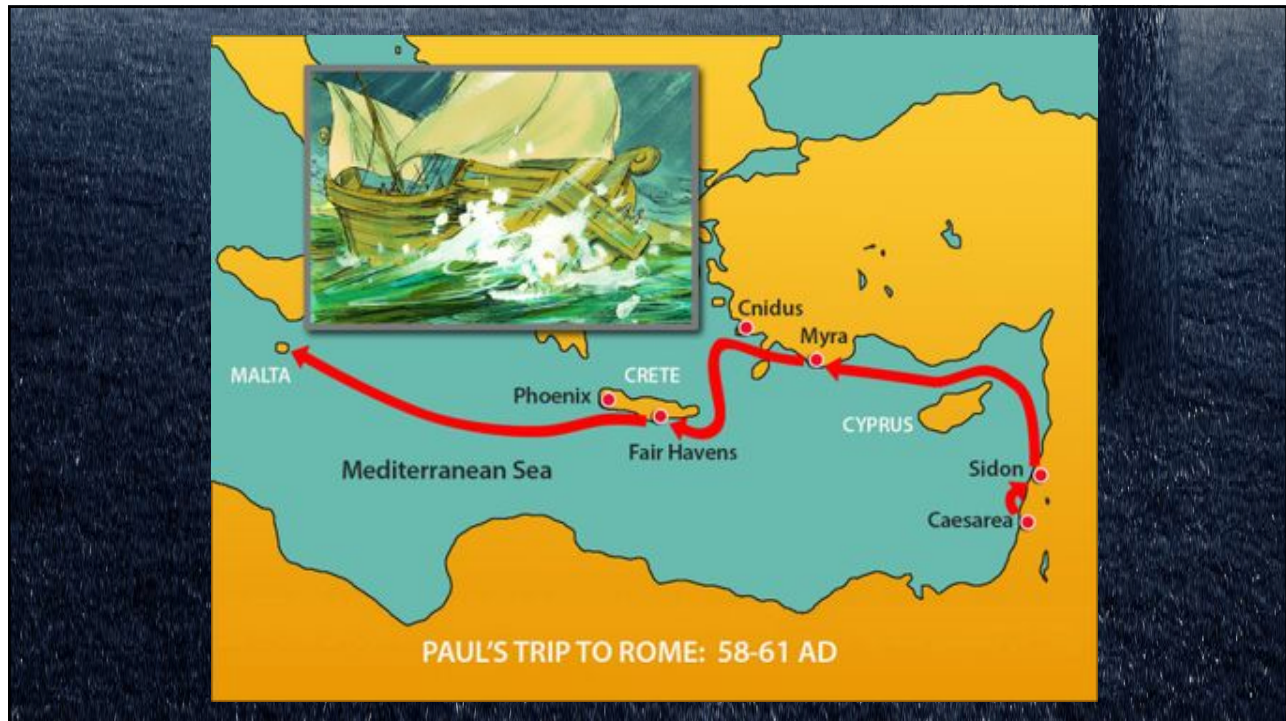 Cnidus
Myra
MALTA
CRETE
Phoenix
CYPRUS
Fair Havens
Mediterranean Sea
Sidon
Caesarea
PAUL'S TRIP TO ROME: 58-61 AD